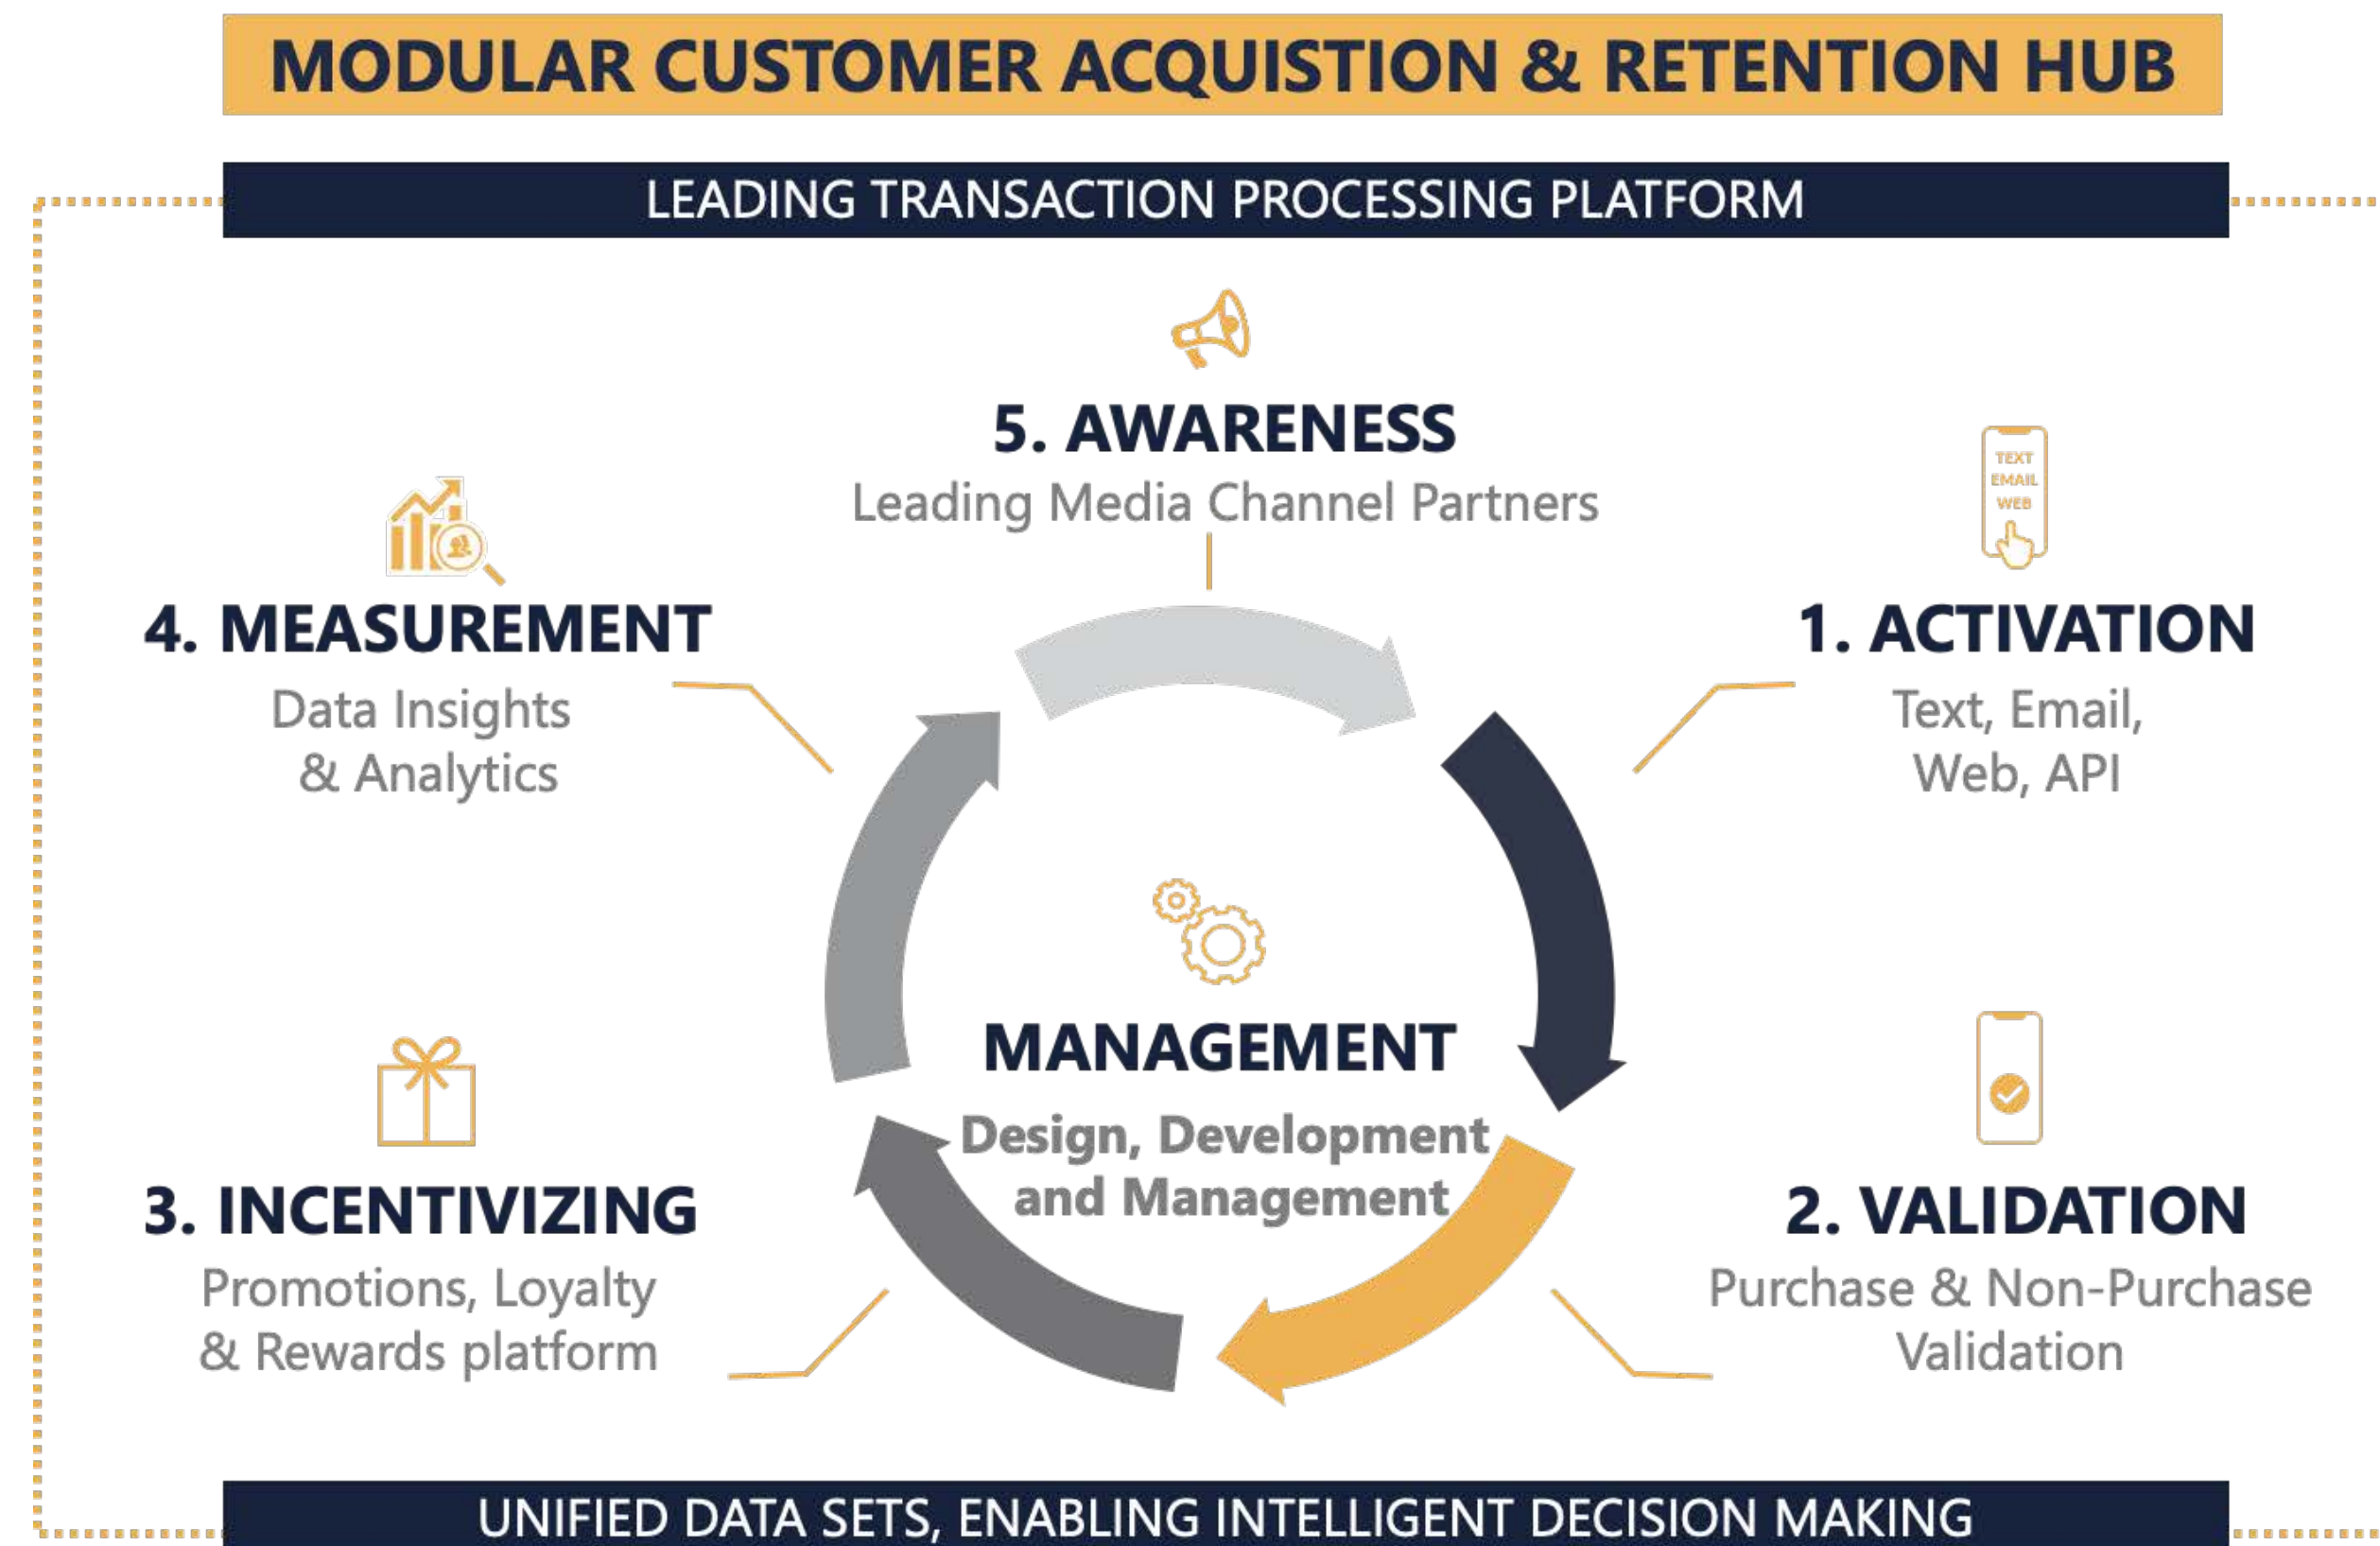 MODULAR CUSTOMER ACQUISTION & RETENTION HUB
LEADING TRANSACTION PROCESSING PLATFORM
5. AWARENESS
Leading Media Channel Partners
TEXT
EMAIL
WEB
1. ACTIVATION
Text, Email,
Web, API
2. VALIDATION
Purchase & Non-Purchase
Validation
3. INCENTIVIZING
Promotions, Loyalty
& Rewards platform
4. MEASUREMENT
Data Insights
& Analytics
MANAGEMENT
Design, Development
and Management
UNIFIED DATA SETS, ENABLING INTELLIGENT DECISION MAKING